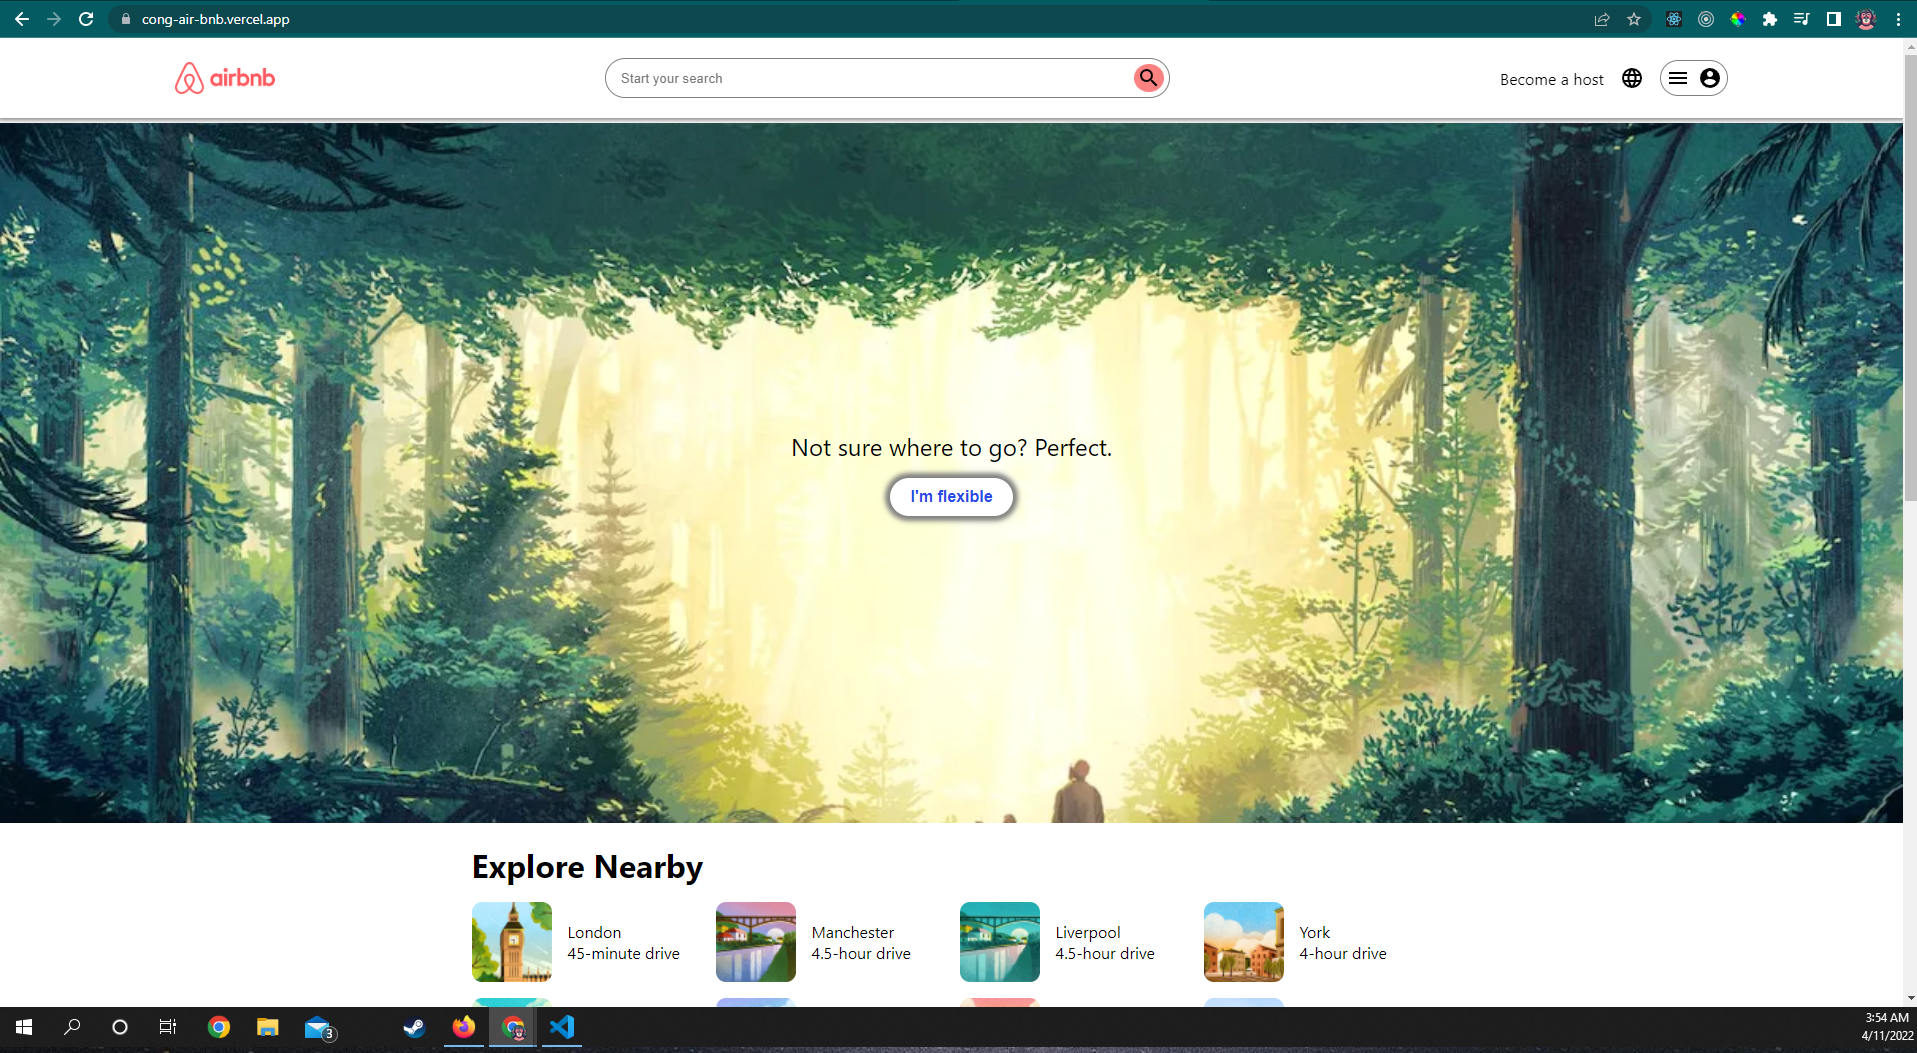 cong-air-bnb.vercel.app
airbnb
Start your search
Become a host
Not sure where to go? Perfect.
I'm flexible
Explore Nearby
London
45-minute drive
Manchester
4.5-hour drive
Liverpool
4.5-hour drive
York
4-hour drive
3
3:54 AM
4/11/2022